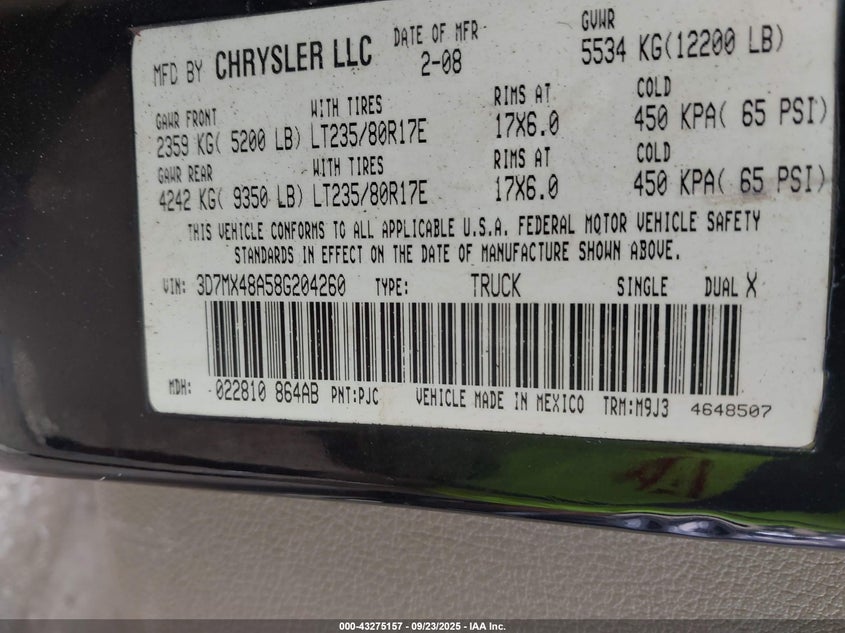 MFD BY CHRYSLER LLC DATE OF MFR GVWR
2-08 5534 KG(12200 LB)
GAWR FRONT WITH TIRES RIMS AT COLD
2359 KG( 5200 LB) LT235/80R17E 17X6.0 450 KPA( 65 PSI)
GAWR REAR WITH TIRES RIMS AT COLD
4242 KG( 9350 LB) LT235/80R17E 17X6.0 450 KPA( 65 PSI)
THIS VEHICLE CONFORMS TO ALL APPLICABLE U.S.A. FEDERAL MOTOR VEHICLE SAFETY
STANDARDS IN EFFECT ON THE DATE OF MANUFACTURE SHOWN ABOVE.
VIN: 3D7MX48A58G204260 TYPE: TRUCK SINGLE DUAL X
MDH: 022810 864AB PNT:PJC VEHICLE MADE IN MEXICO TRM:M9J3 4648507
000-43275157 - 09/23/2025 - IAA Inc.